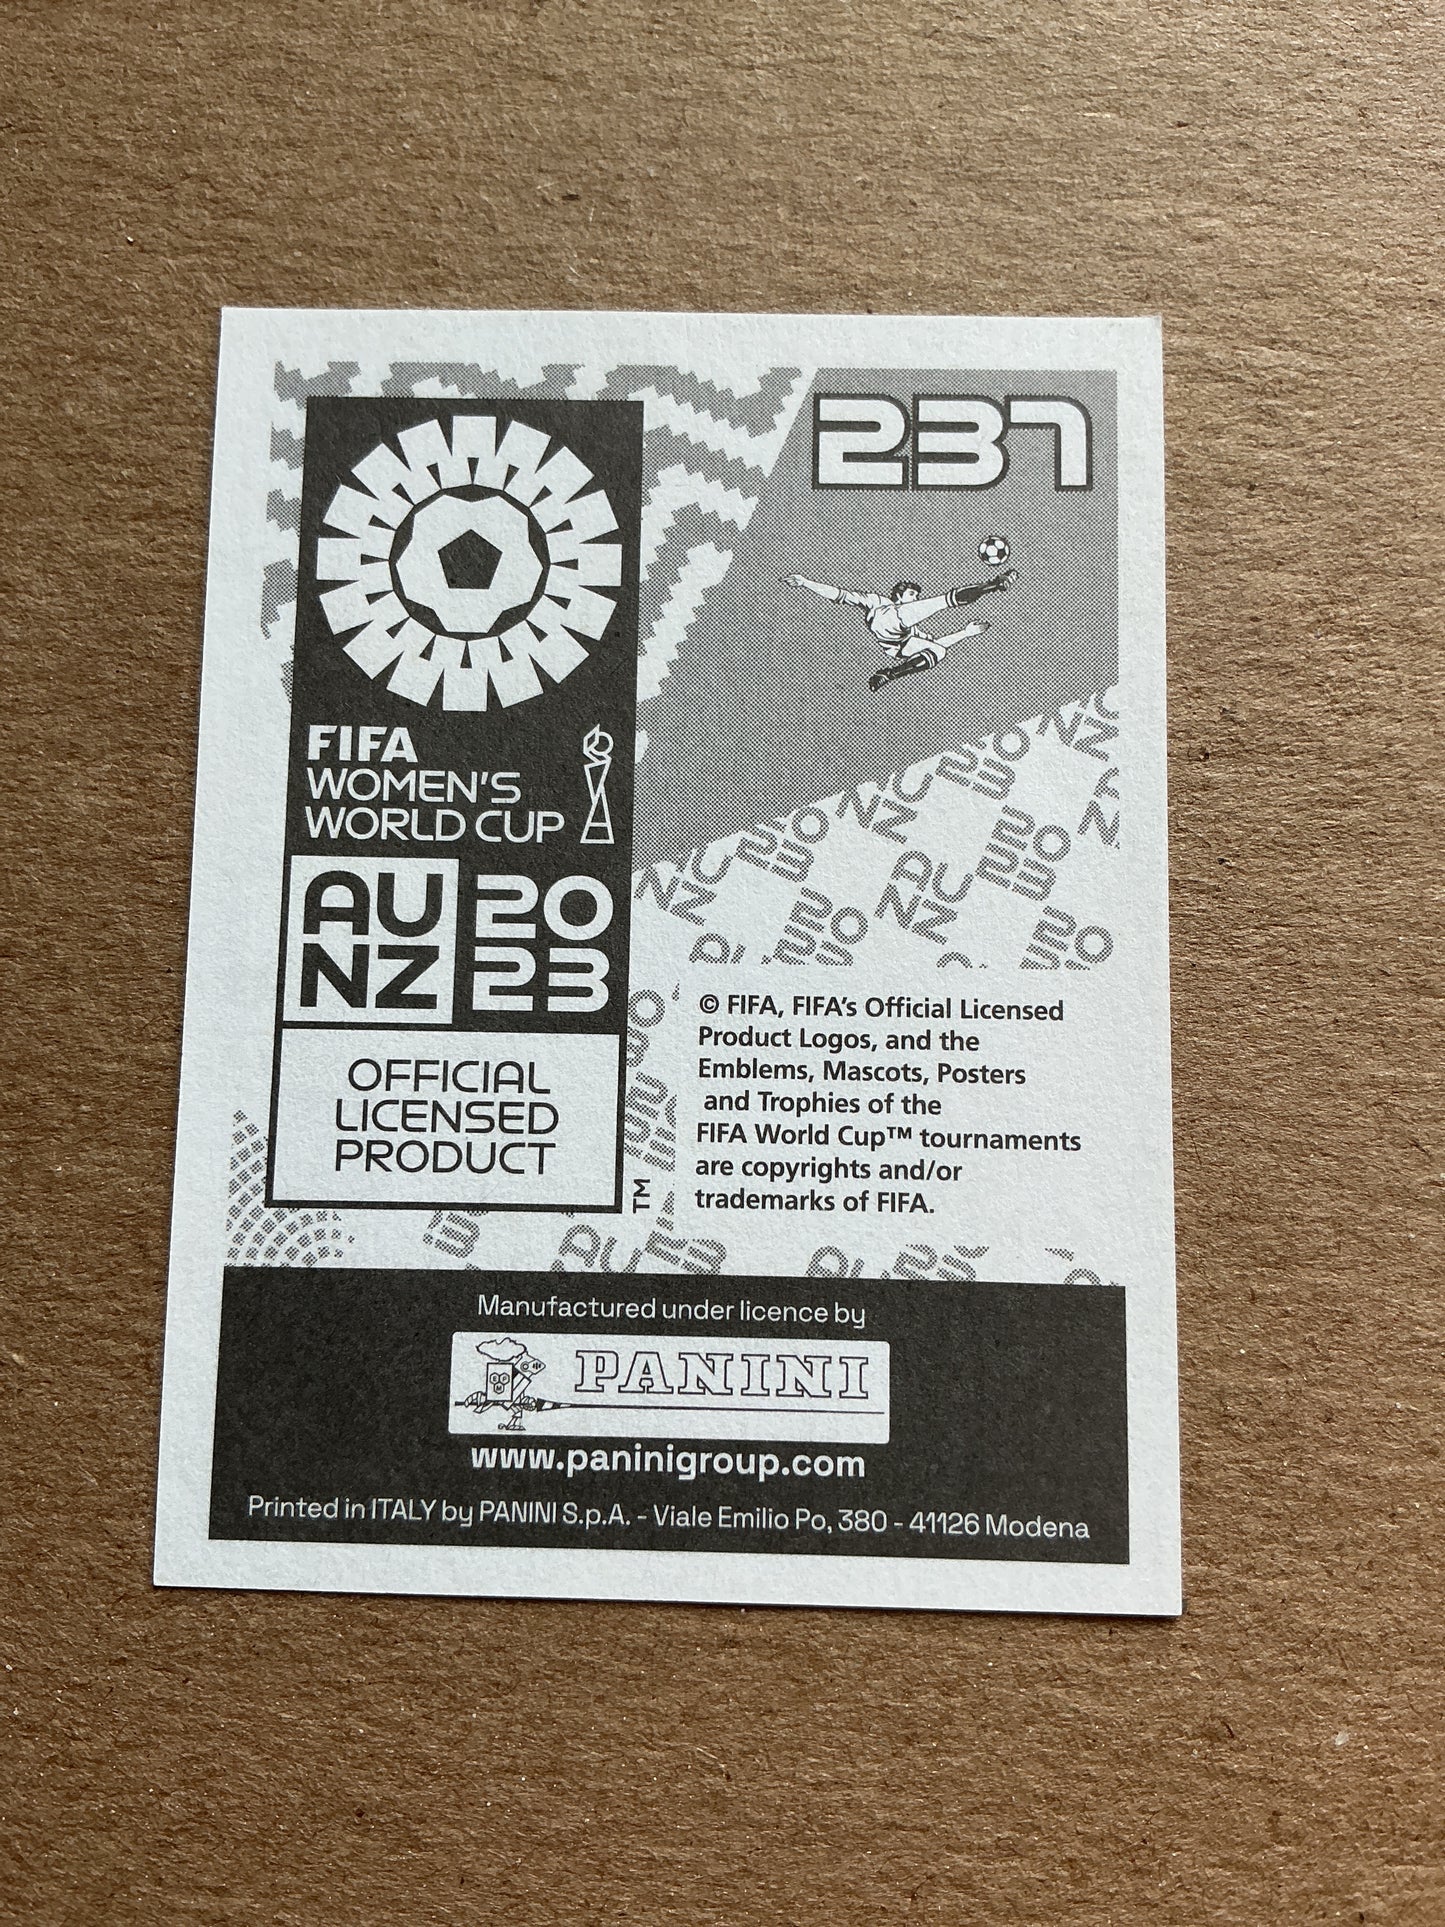 237
FIFA
WOMEN'S
WORLD CUP
AU 20
NZ 23
OFFICIAL
LICENSED
PRODUCT
TM
© FIFA, FIFA's Official Licensed
Product Logos, and the
Emblems, Mascots, Posters
and Trophies of the
FIFA World Cup™ tournaments
are copyrights and/or
trademarks of FIFA.
Manufactured under licence by
PANINI
www.paninigroup.com
Printed in ITALY by PANINI S.p.A. - Viale Emilio Po, 380 - 41126 Modena